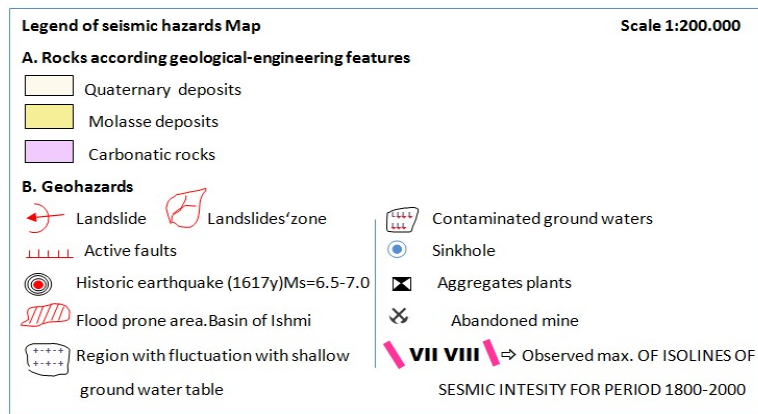 Legend of seismic hazards Map Scale 1:200.000
A. Rocks according geological-engineering features
Quaternary deposits
Molasse deposits
Carbonatic rocks
B. Geohazards
Landslide Landslides‘zone
Active faults
Historic earthquake (1617y)Ms=6.5-7.0
Flood prone area.Basin of Ishmi
Region with fluctuation with shallow
ground water table
Contaminated ground waters
Sinkhole
Aggregates plants
Abandoned mine
VII VIII ⇨ Observed max. OF ISOLINES OF
SESMIC INTESITY FOR PERIOD 1800-2000